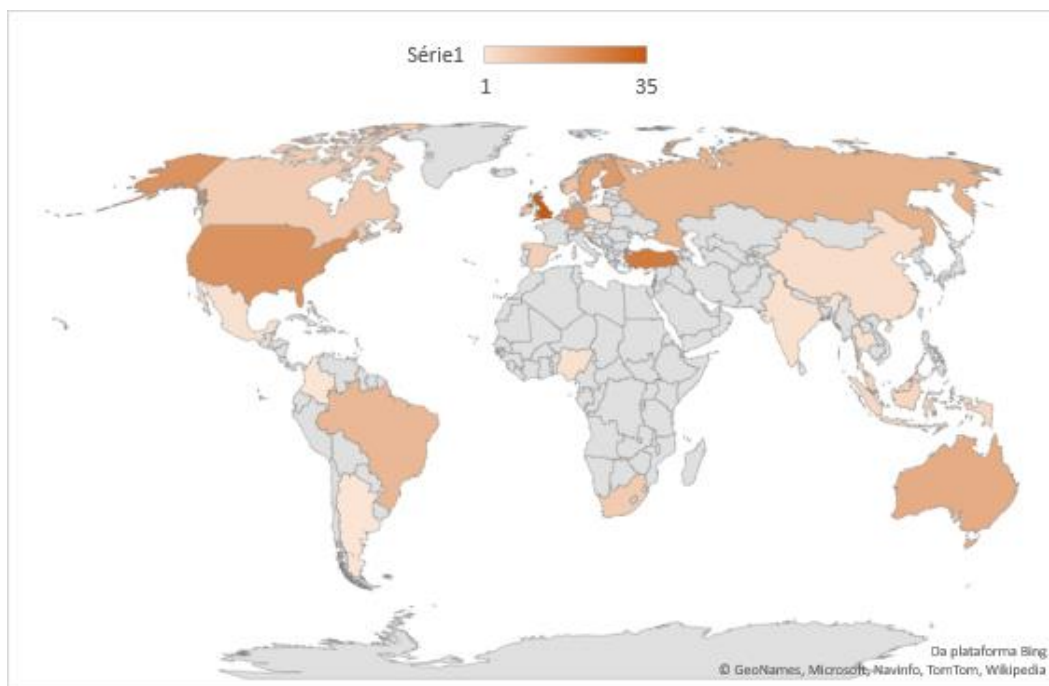 Série1
1 35
Da plataforma Bing
© GeoNames, Microsoft, NavInfo, TomTom, Wikipedia